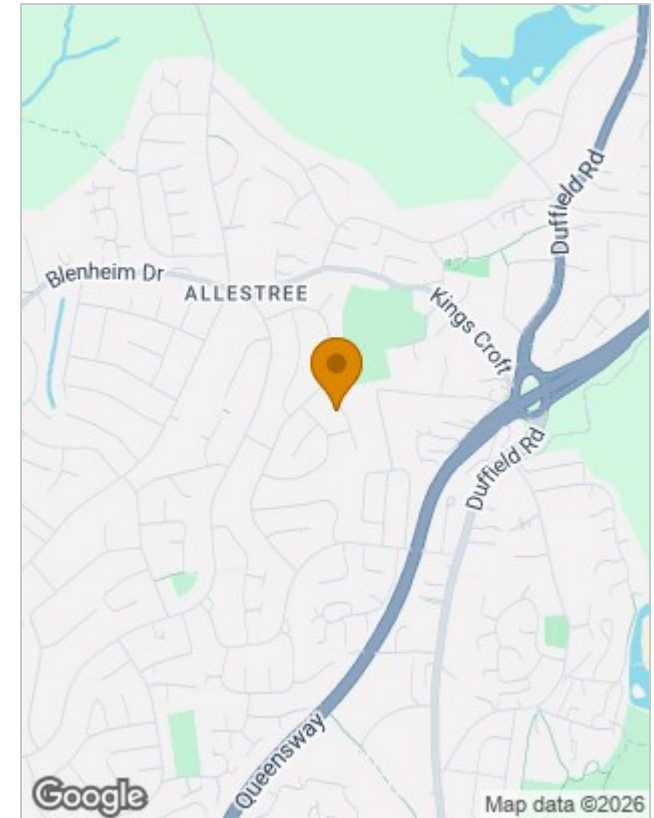 Duffield Rd
Blenheim Dr
ALLESTREE
Kings Croft
Duffield Rd
Queensway
Google
Map data ©2026